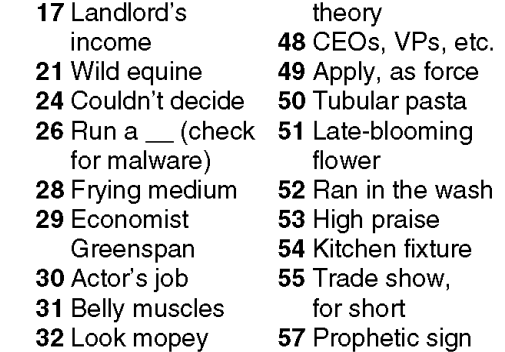 17 Landlord's
income
21 Wild equine
24 Couldn't decide
26 Run a __ (check
for malware)
28 Frying medium
29 Economist
Greenspan
30 Actor's job
31 Belly muscles
32 Look mopey
theory
48 CEOs, VPs, etc.
49 Apply, as force
50 Tubular pasta
51 Late-blooming
flower
52 Ran in the wash
53 High praise
54 Kitchen fixture
55 Trade show,
for short
57 Prophetic sign